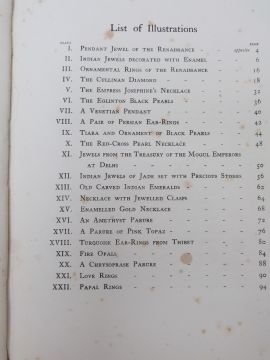 List of Illustrations
PLATE PAGE
I. Pendant Jewel of the Renaissance - - opposite 4
II. Indian Jewels decorated with Enamel - - 6
III. Ornamental Rings of the Renaissance - - 16
IV. The Cullinan Diamond - - - - 18
V. The Empress Josephine's Necklace - - - 32
VI. The Eglinton Black Pearls - - - - 36
VII. A Venetian Pendant - - - - 40
VIII. A Pair of Persian Ear-Rings - - - 42
IX. Tiara and Ornament of Black Pearls - - 44
X. The Red-Cross Pearl Necklace - - - 48
XI. Jewels from the Treasury of the Mogul Emperors
at Delhi - - - - - 50
XII. Indian Jewels of Jade set with Precious Stones 56
XIII. Old Carved Indian Emeralds - - - 62
XIV. Necklace with Jewelled Clasps - - - 64
XV. Enamelled Gold Necklace - - - - 68
XVI. An Amethyst Parure - - - - 72
XVII. A Parure of Pink Topaz - - - - 76
XVIII. Turquoise Ear-Rings from Thibet - - - 80
XIX. Fire Opals - - - - - 84
XX. A Chrysoprase Parure - - - - 88
XXI. Love Rings - - - - - 90
XXII. Papal Rings - - - - - 94